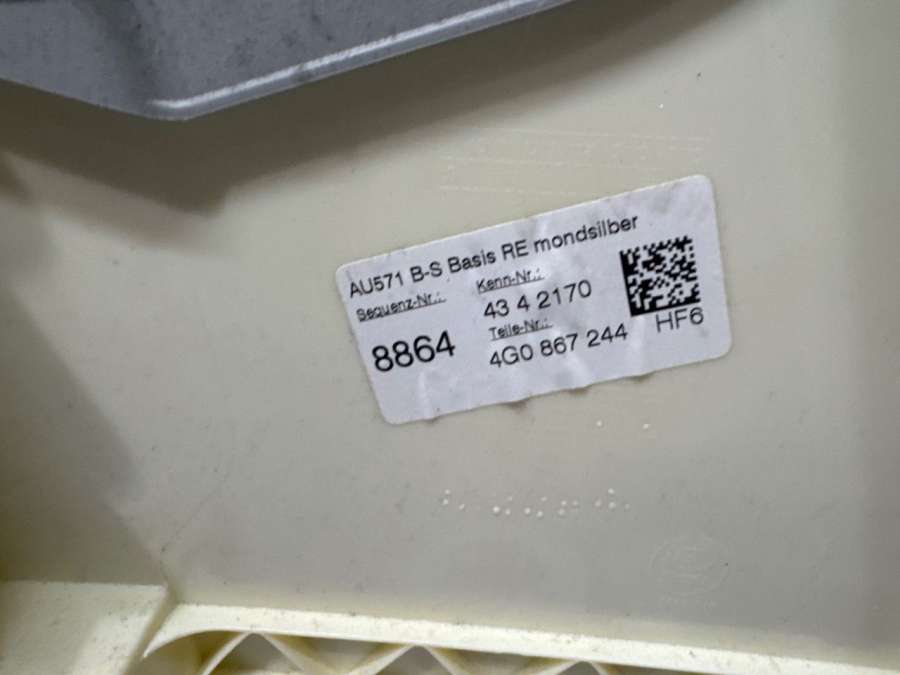 AU571 B-S Basis RE mondsilber
Sequenz-Nr.:
Kenn-Nr.:
8864
43 4 2170
Teile-Nr.:
4G0 867 244
HF6